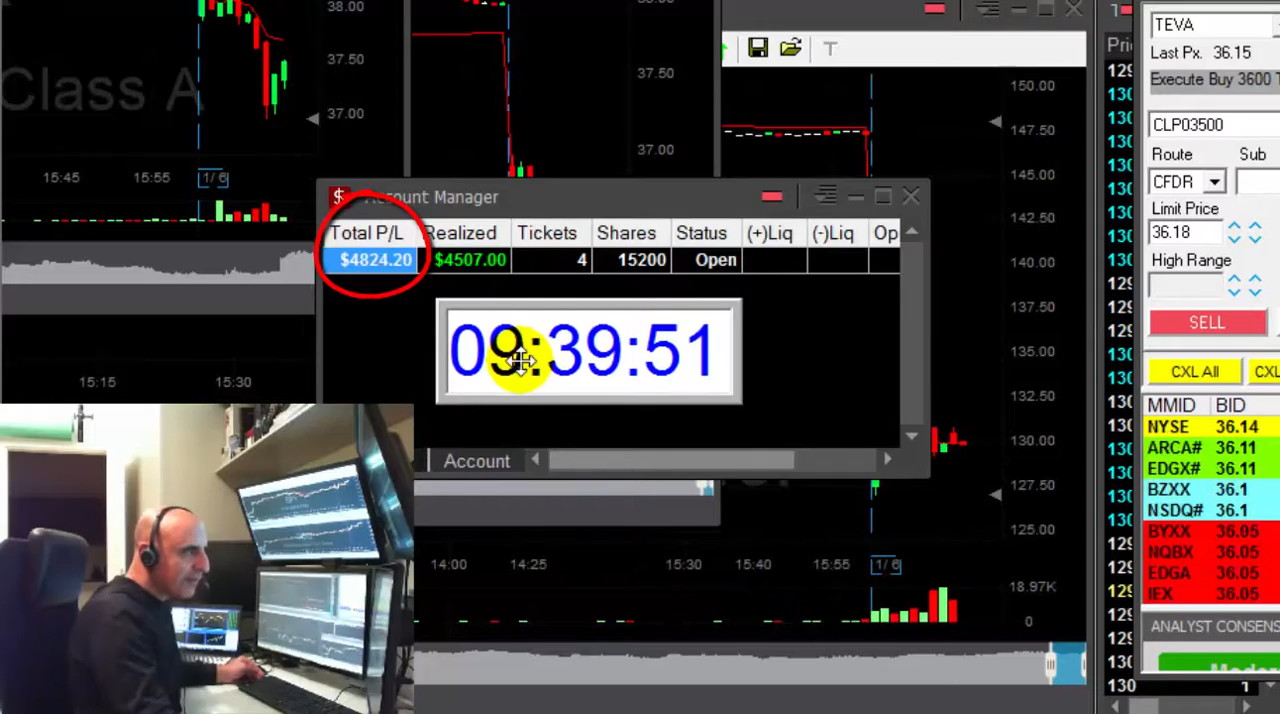 38.00
37.50
37.00
Class A
15:45
15:55
1/ 6
15:15
15:30
37.50
37.00
T
150.00
147.50
145.00
142.50
140.00
137.50
135.00
132.50
130.00
127.50
125.00
14:00
14:25
15:30
15:40
15:55
1/ 6
18.97K
0
$ Account Manager
Total P/L Realized Tickets Shares Status (+)Liq (-)Liq Op
$4824.20 $4507.00 4 15200 Open
09:39:51
Account
TEVA
Last Px. 36.15
Execute Buy 3600
CLP03500
Route Sub
CFDR
Limit Price
36.18
High Range
SELL
CXL All CXL
MMID BID
NYSE 36.14
ARCA# 36.11
EDGX# 36.11
BZXX 36.1
NSDQ# 36.1
BYXX 36.05
NQBX 36.05
EDGA 36.05
IEX 36.05
ANALYST CONSENS
130 1